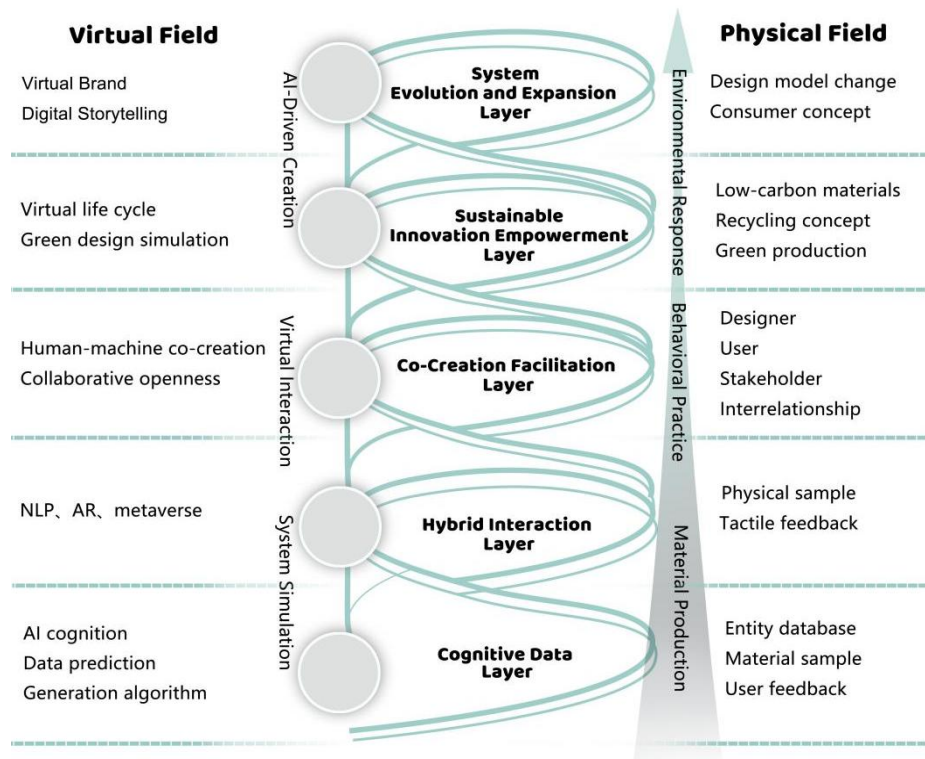 Virtual Field
Physical Field
Virtual Brand
Digital Storytelling
AI-Driven Creation
System
Evolution and Expansion
Layer
Environmental Response
Design model change
Consumer concept
Virtual life cycle
Green design simulation
Sustainable
Innovation Empowerment
Layer
Low-carbon materials
Recycling concept
Green production
Human-machine co-creation
Collaborative openness
Virtual Interaction
Co-Creation Facilitation
Layer
Behavioral Practice
Designer
User
Stakeholder
Interrelationship
NLP、AR、metaverse
System Simulation
Hybrid Interaction
Layer
Material Production
Physical sample
Tactile feedback
AI cognition
Data prediction
Generation algorithm
Cognitive Data
Layer
Entity database
Material sample
User feedback